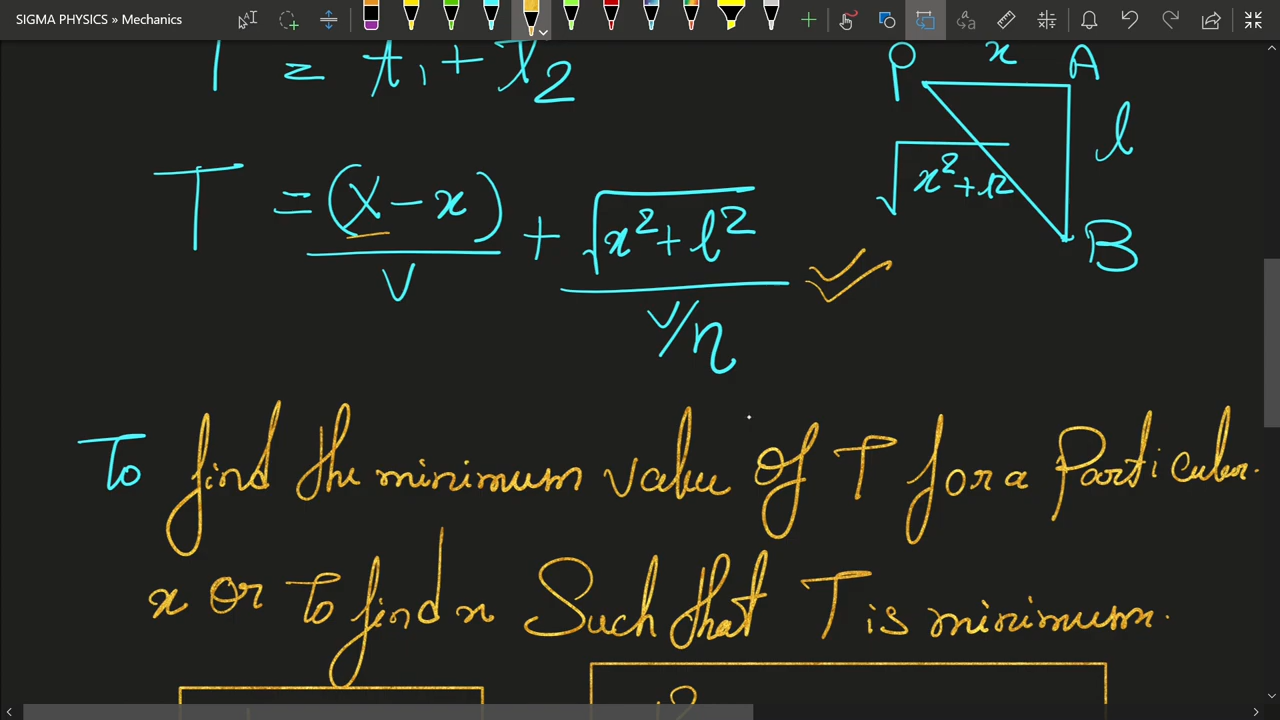 SIGMA PHYSICS » Mechanics
T = t₁ + t₂
P x A
l
√x²+l²
B
T = (X - x)/V + √x²+l²/V/η
To find the minimum value of T for a Particular
x or To find x Such that T is minimum.